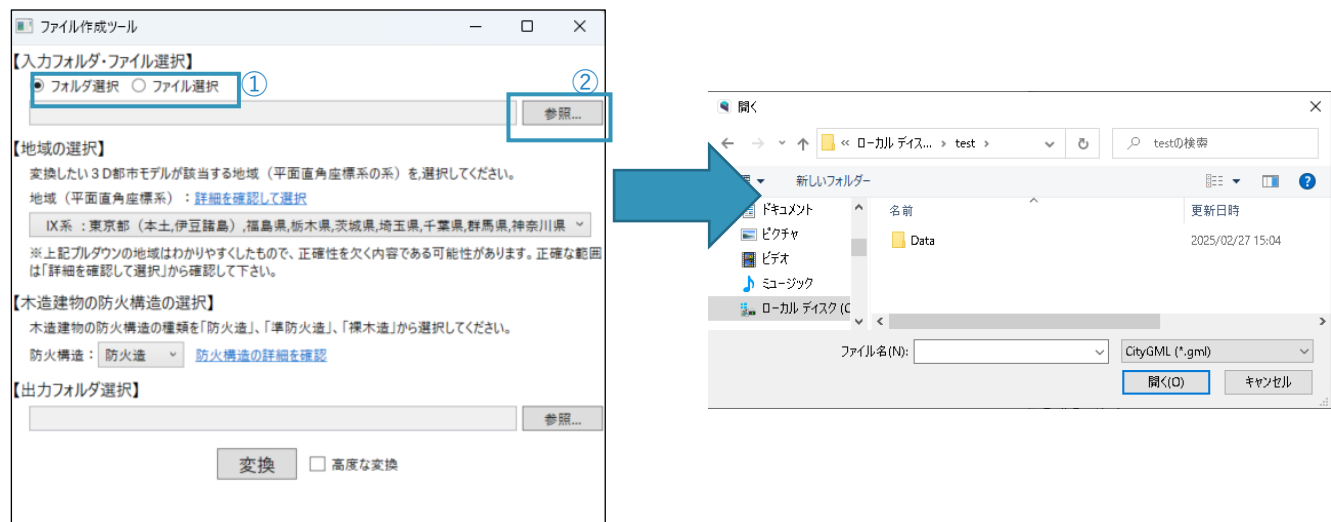 ファイル作成ツール
【入力フォルダ・ファイル選択】
フォルダ選択 ファイル選択 ① ②
参照...
【地域の選択】
変換したい3D都市モデルが該当する地域（平面直角座標系の系）を選択してください。
地域（平面直角座標系）：詳細を確認して選択
IX系 ：東京都（本土,伊豆諸島）,福島県,栃木県,茨城県,埼玉県,千葉県,群馬県,神奈川県
※上記プルダウンの地域はわかりやすくしたもので、正確性を欠く内容である可能性があります。正確な範囲
は「詳細を確認して選択」から確認して下さい。
【木造建物の防火構造の選択】
木造建物の防火構造の種類を「防火造」、「準防火造」、「裸木造」から選択してください。
防火構造： 防火造 防火構造の詳細を確認
【出力フォルダ選択】
参照...
変換 高度な変換
開く
« ローカル ディス... › test › testの検索
新しいフォルダー
ドキュメント
ピクチャ
ビデオ
ミュージック
ローカル ディスク (C
名前 更新日時
Data 2025/02/27 15:04
ファイル名(N): CityGML (*.gml)
開く(O) キャンセル